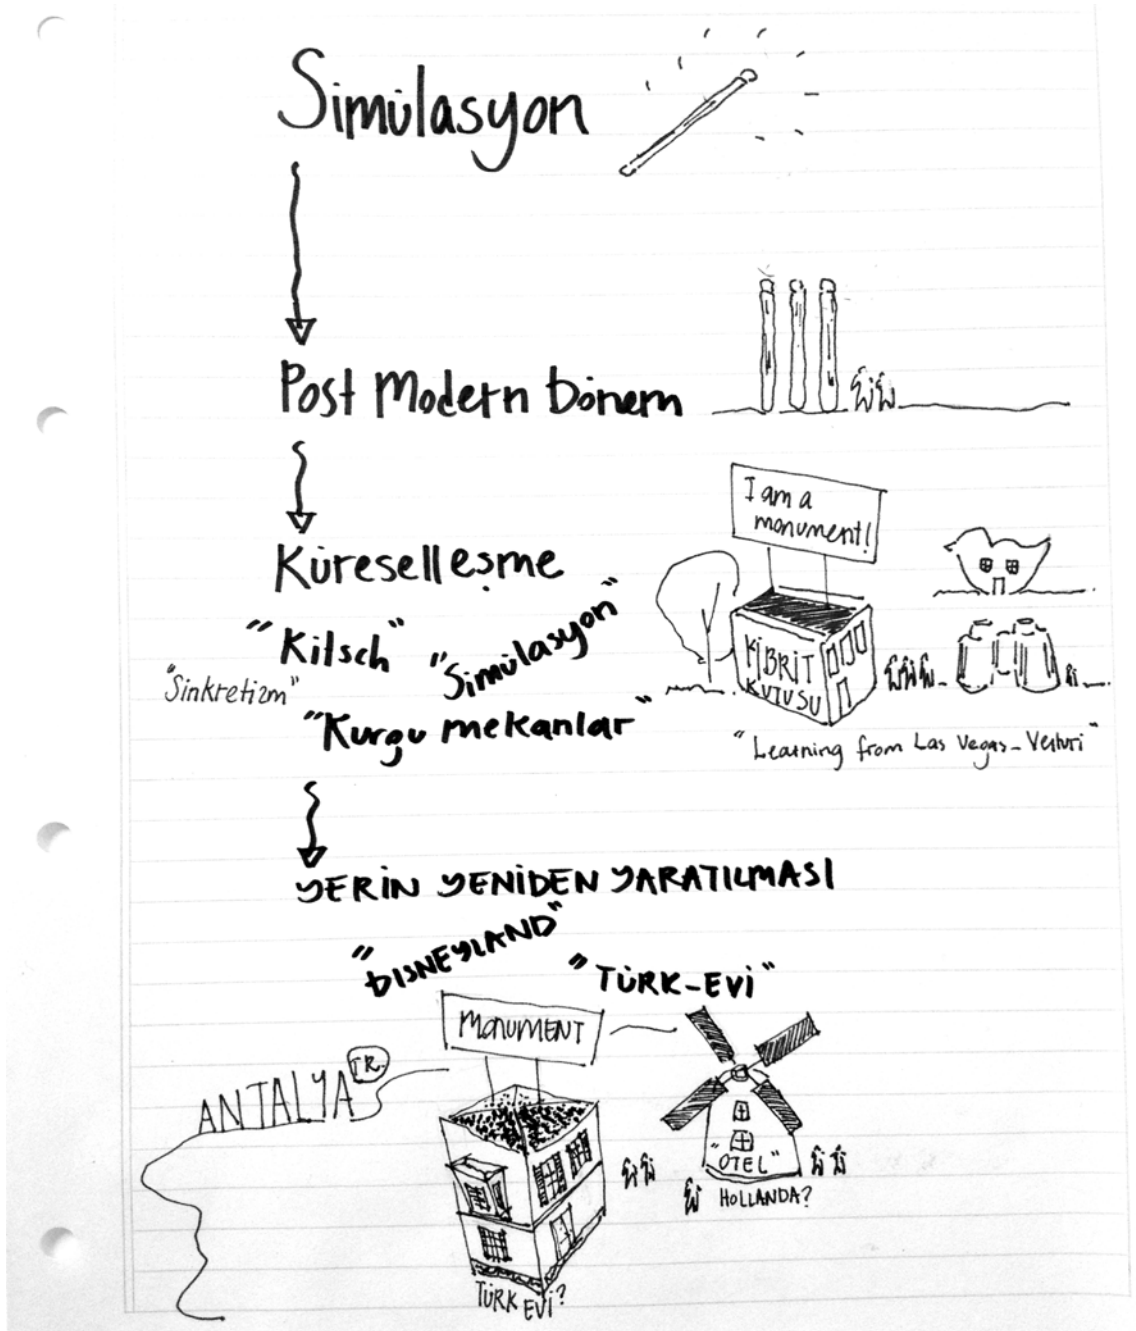 Simülasyon
Post Modern Dönem
I am a
monument!
Küreselleşme
"Kitsch"
"Simülasyon"
"Sinkretizm"
KİBRİT
KUTUSU
"Kurgu mekanlar"
"Learning from Las Vegas - Venturi"
YERİN YENİDEN YARATILMASI
"DISNEYLAND"
"TÜRK-EVİ"
MONUMENT
ANTALYA TR.
"OTEL"
HOLLANDA?
TÜRK EVİ?